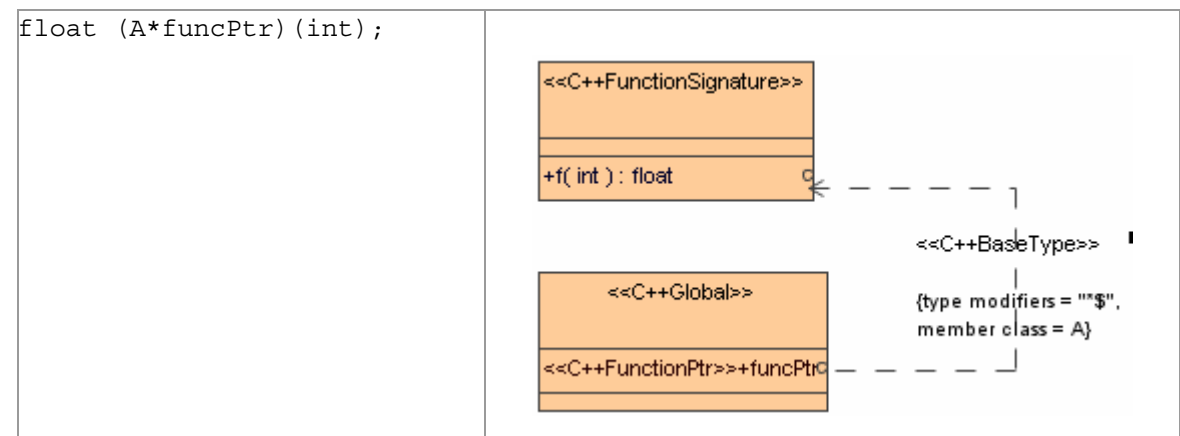 float (A*funcPtr)(int);
<<C++FunctionSignature>>
+f( int ) : float
<<C++BaseType>>
{type modifiers = "*$",
member class = A}
<<C++Global>>
<<C++FunctionPtr>>+funcPtr